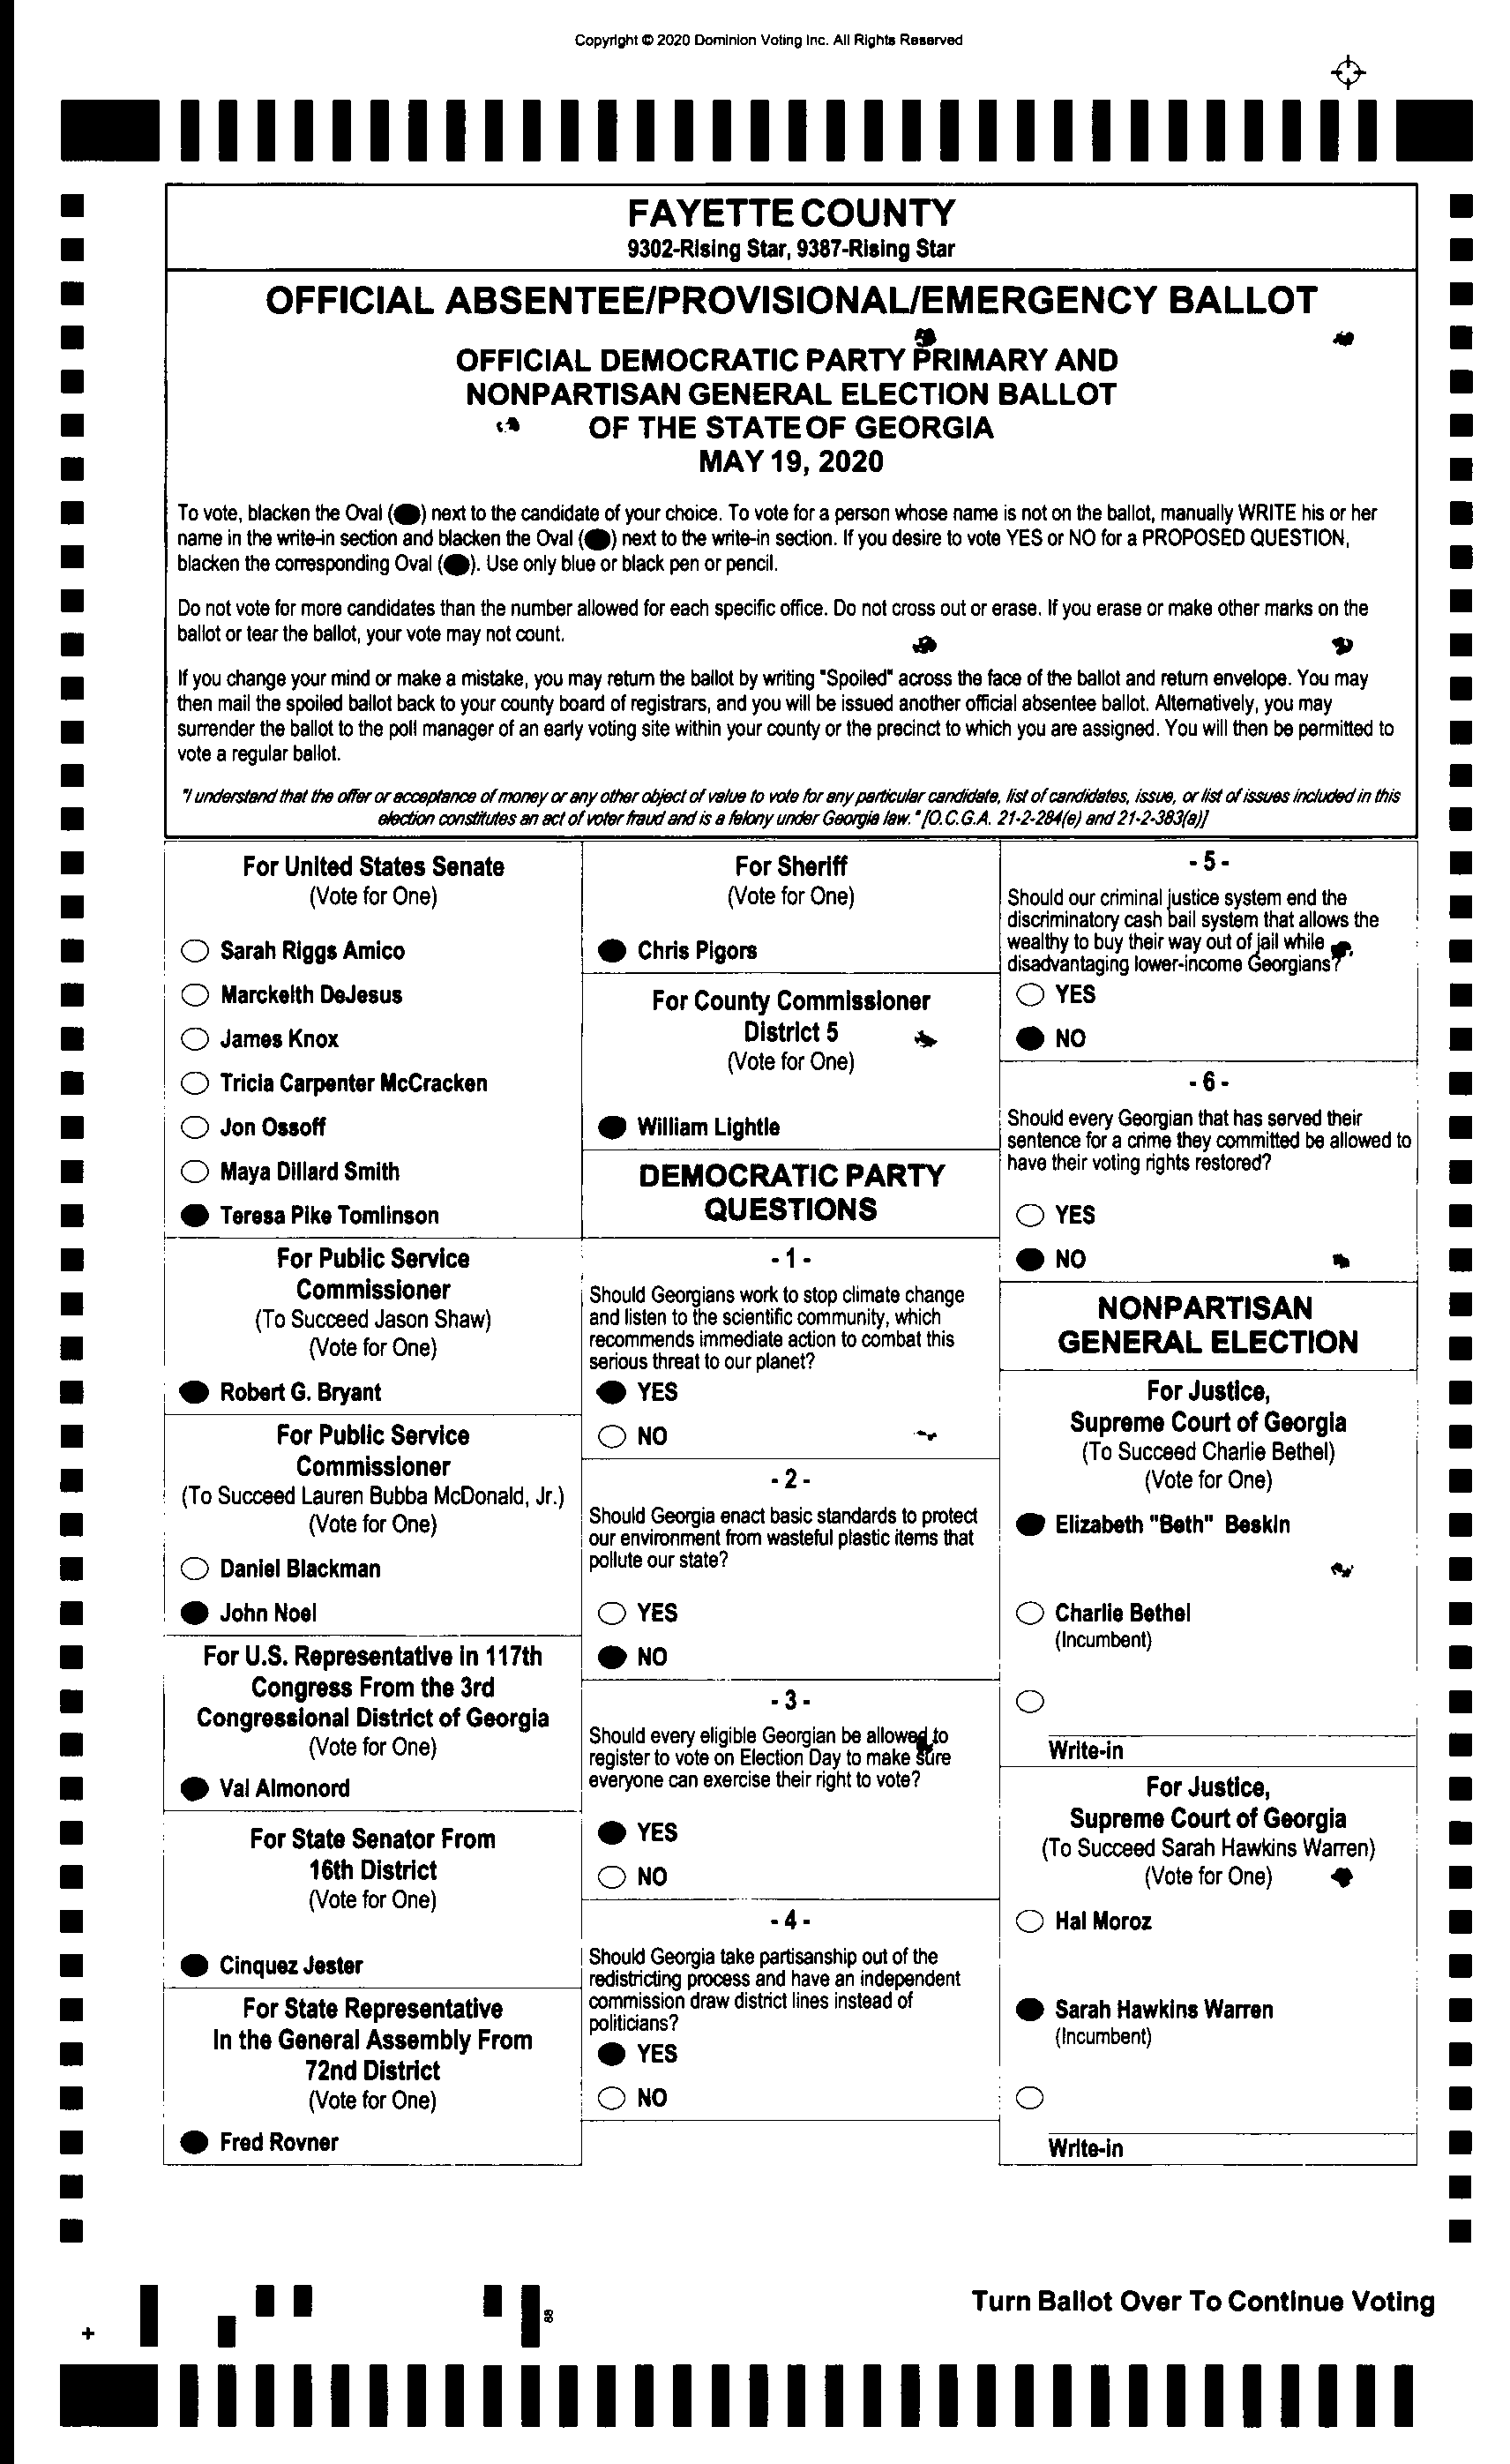 Copyright © 2020 Dominion Voting Inc. All Rights Reserved
FAYETTE COUNTY
9302-Rising Star, 9387-Rising Star
OFFICIAL ABSENTEE/PROVISIONAL/EMERGENCY BALLOT
OFFICIAL DEMOCRATIC PARTY PRIMARY AND
NONPARTISAN GENERAL ELECTION BALLOT
OF THE STATE OF GEORGIA
MAY 19, 2020
To vote, blacken the Oval (●) next to the candidate of your choice. To vote for a person whose name is not on the ballot, manually WRITE his or her
name in the write-in section and blacken the Oval (●) next to the write-in section. If you desire to vote YES or NO for a PROPOSED QUESTION,
blacken the corresponding Oval (●). Use only blue or black pen or pencil.
Do not vote for more candidates than the number allowed for each specific office. Do not cross out or erase. If you erase or make other marks on the
ballot or tear the ballot, your vote may not count.
If you change your mind or make a mistake, you may return the ballot by writing "Spoiled" across the face of the ballot and return envelope. You may
then mail the spoiled ballot back to your county board of registrars, and you will be issued another official absentee ballot. Alternatively, you may
surrender the ballot to the poll manager of an early voting site within your county or the precinct to which you are assigned. You will then be permitted to
vote a regular ballot.
"I understand that the offer or acceptance of money or any other object of value to vote for any particular candidate, list of candidates, issue, or list of issues included in this
election constitutes an act of voter fraud and is a felony under Georgia law." [O.C.G.A. 21-2-284(e) and 21-2-383(a)]
For United States Senate
(Vote for One)
Sarah Riggs Amico
Marckeith DeJesus
James Knox
Tricia Carpenter McCracken
Jon Ossoff
Maya Dillard Smith
Teresa Pike Tomlinson
For Public Service
Commissioner
(To Succeed Jason Shaw)
(Vote for One)
Robert G. Bryant
For Public Service
Commissioner
(To Succeed Lauren Bubba McDonald, Jr.)
(Vote for One)
Daniel Blackman
John Noel
For U.S. Representative in 117th
Congress From the 3rd
Congressional District of Georgia
(Vote for One)
Val Almonord
For State Senator From
16th District
(Vote for One)
Cinquez Jester
For State Representative
In the General Assembly From
72nd District
(Vote for One)
Fred Rovner
For Sheriff
(Vote for One)
Chris Pigors
For County Commissioner
District 5
(Vote for One)
William Lightle
DEMOCRATIC PARTY
QUESTIONS
- 1 -
Should Georgians work to stop climate change
and listen to the scientific community, which
recommends immediate action to combat this
serious threat to our planet?
YES
NO
- 2 -
Should Georgia enact basic standards to protect
our environment from wasteful plastic items that
pollute our state?
YES
NO
- 3 -
Should every eligible Georgian be allowed to
register to vote on Election Day to make sure
everyone can exercise their right to vote?
YES
NO
- 4 -
Should Georgia take partisanship out of the
redistricting process and have an independent
commission draw district lines instead of
politicians?
YES
NO
- 5 -
Should our criminal justice system end the
discriminatory cash bail system that allows the
wealthy to buy their way out of jail while
disadvantaging lower-income Georgians?
YES
NO
- 6 -
Should every Georgian that has served their
sentence for a crime they committed be allowed to
have their voting rights restored?
YES
NO
NONPARTISAN
GENERAL ELECTION
For Justice,
Supreme Court of Georgia
(To Succeed Charlie Bethel)
(Vote for One)
Elizabeth "Beth" Beskin
Charlie Bethel
(Incumbent)
Write-in
For Justice,
Supreme Court of Georgia
(To Succeed Sarah Hawkins Warren)
(Vote for One)
Hal Moroz
Sarah Hawkins Warren
(Incumbent)
Write-in
Turn Ballot Over To Continue Voting
88
+